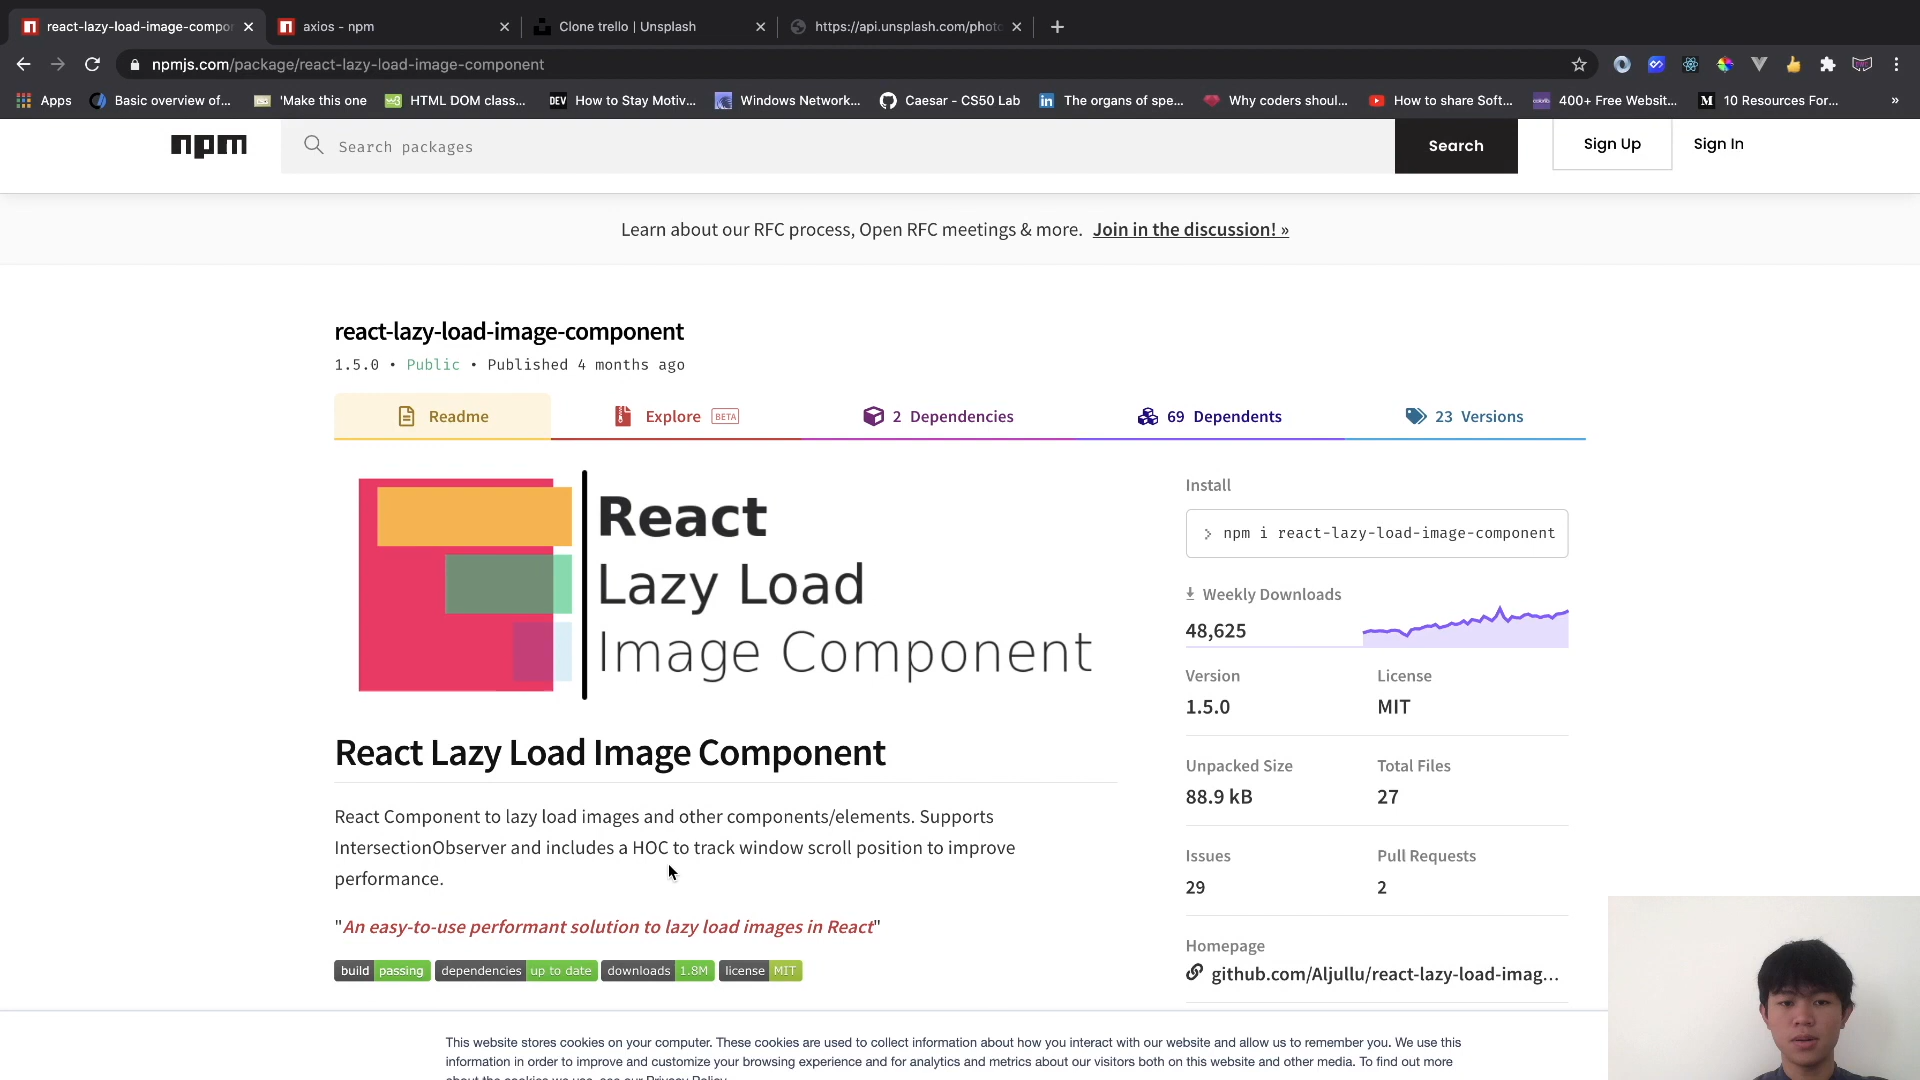 react-lazy-load-image-compo
axios - npm
Clone trello | Unsplash
https://api.unsplash.com/photo
npmjs.com/package/react-lazy-load-image-component
Apps
Basic overview of...
'Make this one
HTML DOM class...
DEV
How to Stay Motiv...
Windows Network...
Caesar - CS50 Lab
in
The organs of spe...
Why coders shoul...
How to share Soft...
400+ Free Websit...
M
10 Resources For...
»
npm
Search packages
Search
Sign Up
Sign In
Learn about our RFC process, Open RFC meetings & more. Join in the discussion! »
react-lazy-load-image-component
1.5.0 • Public • Published 4 months ago
Readme
Explore BETA
2 Dependencies
69 Dependents
23 Versions
React
Lazy Load
Image Component
React Lazy Load Image Component
React Component to lazy load images and other components/elements. Supports
IntersectionObserver and includes a HOC to track window scroll position to improve
performance.
"An easy-to-use performant solution to lazy load images in React"
build passing dependencies up to date downloads 1.8M license MIT
Install
> npm i react-lazy-load-image-component
Weekly Downloads
48,625
Version
1.5.0
License
MIT
Unpacked Size
88.9 kB
Total Files
27
Issues
29
Pull Requests
2
Homepage
github.com/Aljullu/react-lazy-load-imag...
This website stores cookies on your computer. These cookies are used to collect information about how you interact with our website and allow us to remember you. We use this
information in order to improve and customize your browsing experience and for analytics and metrics about our visitors both on this website and other media. To find out more
about the cookies we use, see our Privacy Policy.